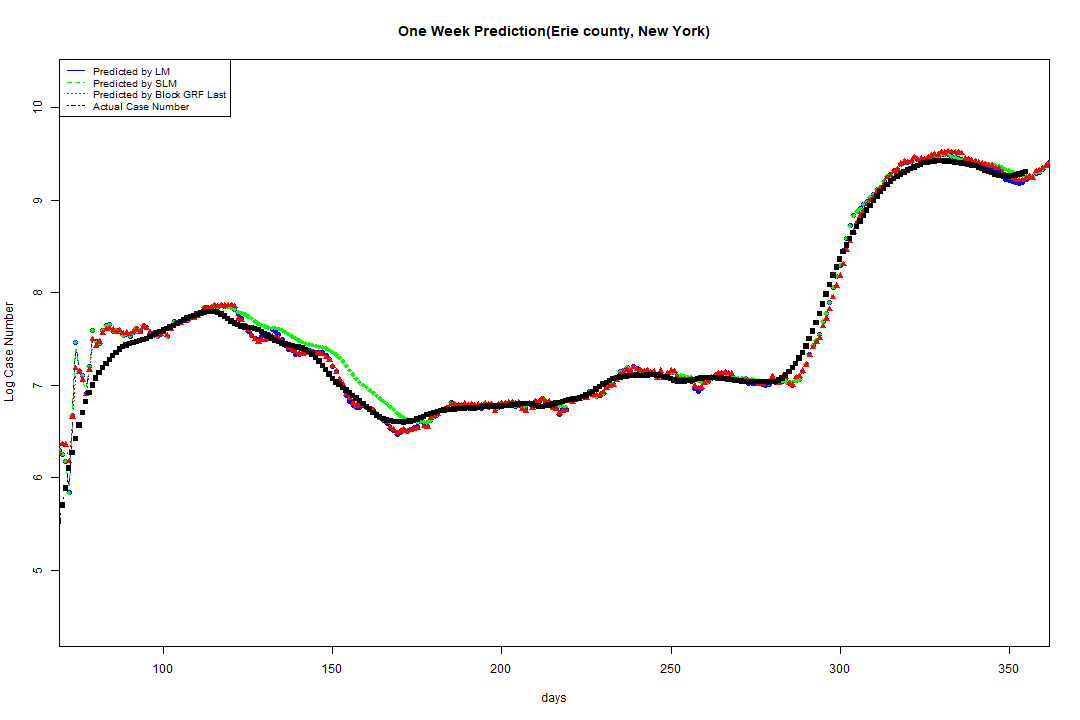 One Week Prediction(Erie county, New York)
Predicted by LM
Predicted by SLM
Predicted by Block GRF Last
Actual Case Number
10
9
8
7
6
5
Log Case Number
100 150 200 250 300 350
days